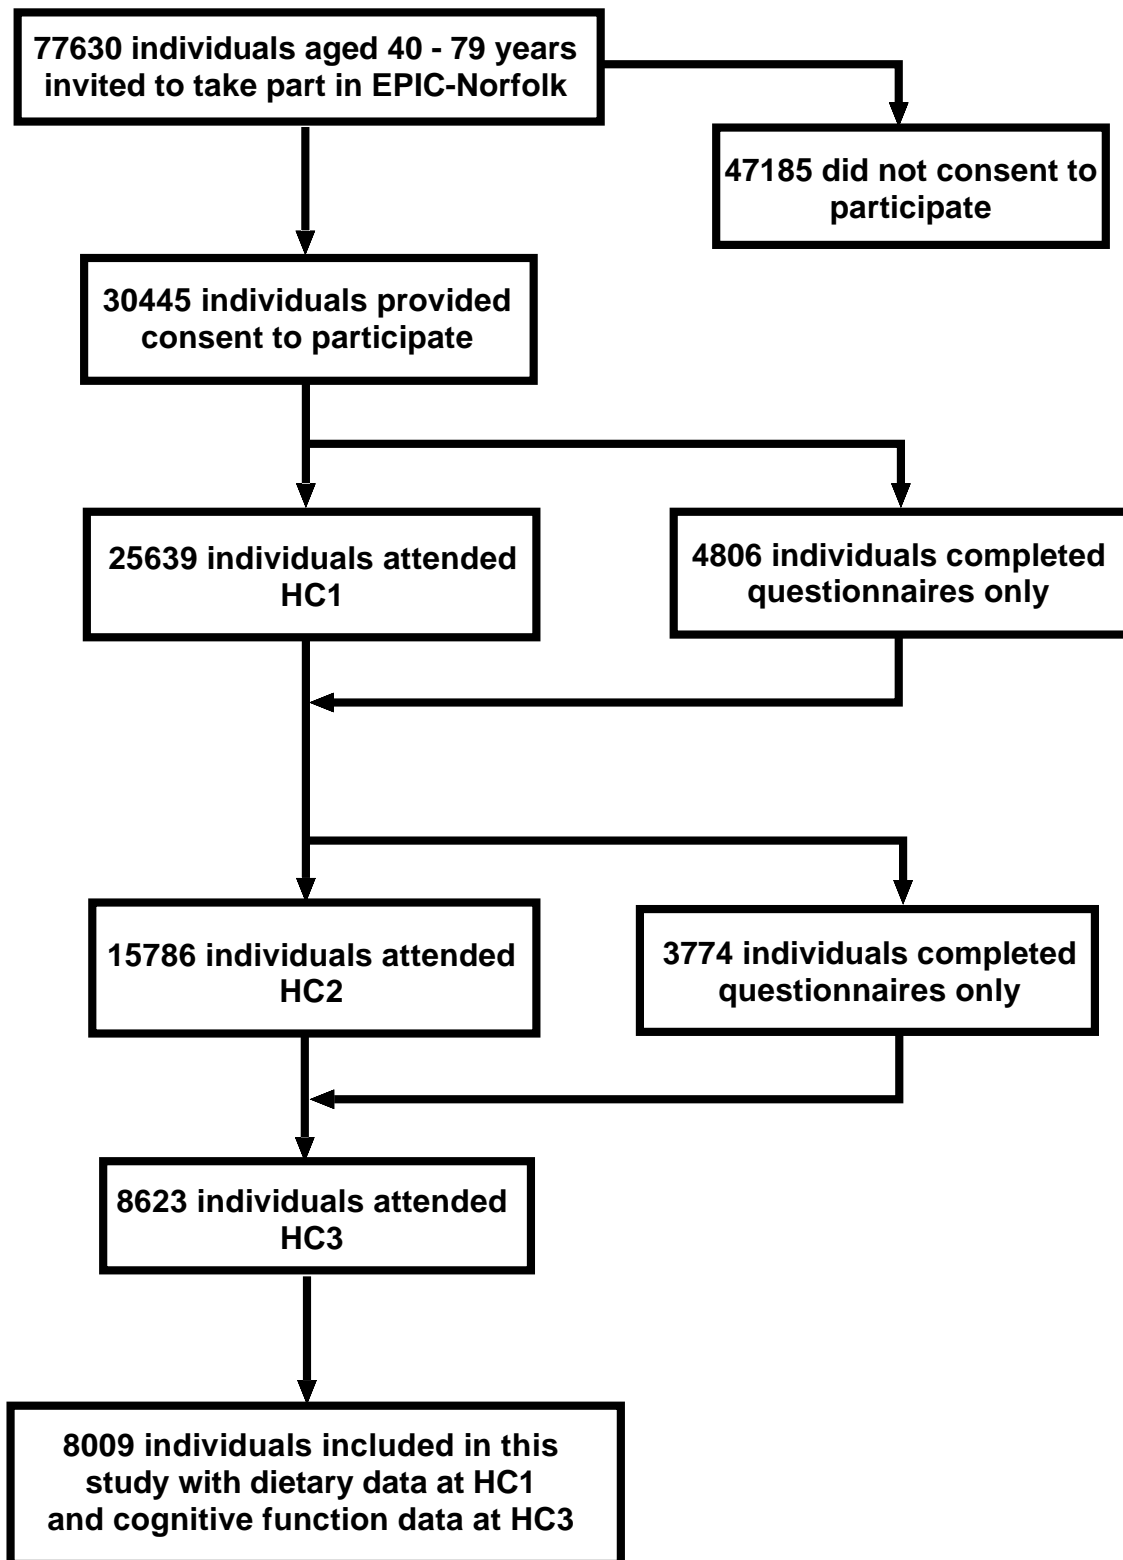 77630 individuals aged 40 - 79 years
invited to take part in EPIC-Norfolk
47185 did not consent to
participate
30445 individuals provided
consent to participate
25639 individuals attended
HC1
4806 individuals completed
questionnaires only
15786 individuals attended
HC2
3774 individuals completed
questionnaires only
8623 individuals attended
HC3
8009 individuals included in this
study with dietary data at HC1
and cognitive function data at HC3